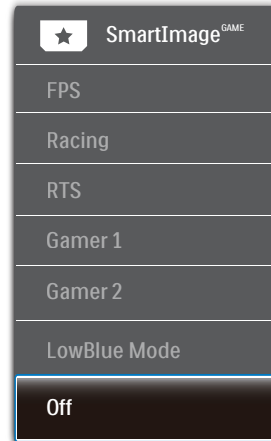 SmartImage GAME
FPS
Racing
RTS
Gamer 1
Gamer 2
LowBlue Mode
Off